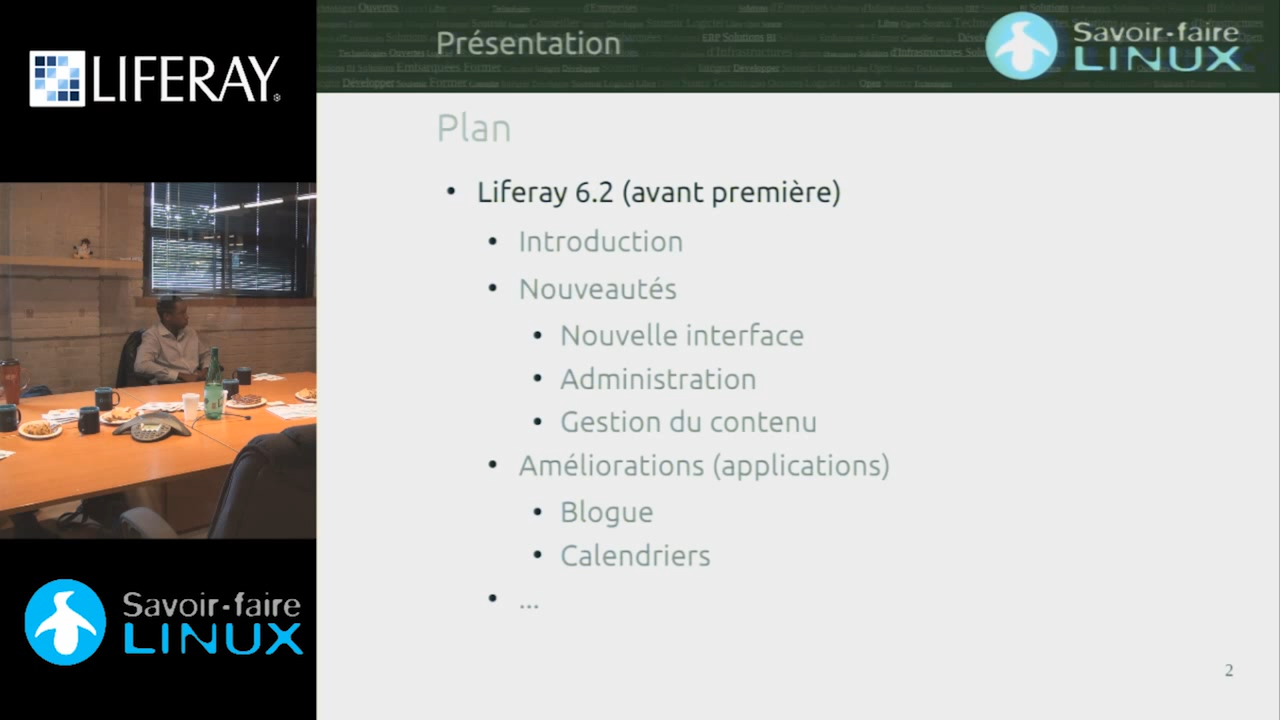 LIFERAY.
Présentation
Savoir-faire
LINUX
Plan
• Liferay 6.2 (avant première)
• Introduction
• Nouveautés
• Nouvelle interface
• Administration
• Gestion du contenu
• Améliorations (applications)
• Blogue
• Calendriers
• ...
Savoir-faire
LINUX
2